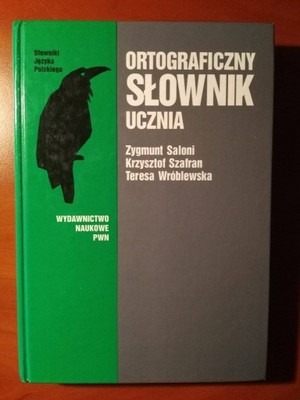 Słowniki
Języka
Polskiego
ORTOGRAFICZNY
SŁOWNIK
UCZNIA
Zygmunt Saloni
Krzysztof Szafran
Teresa Wróblewska
WYDAWNICTWO
NAUKOWE
PWN